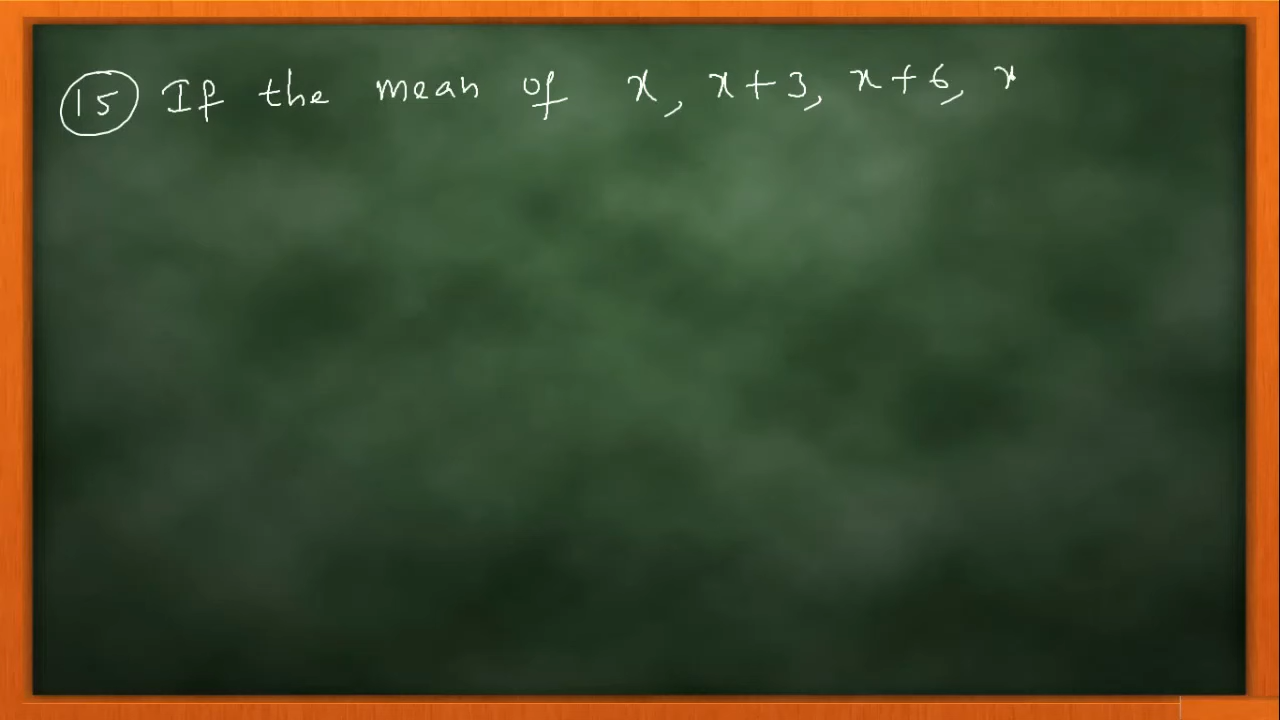 15 If the mean of x, x+3, x+6, x